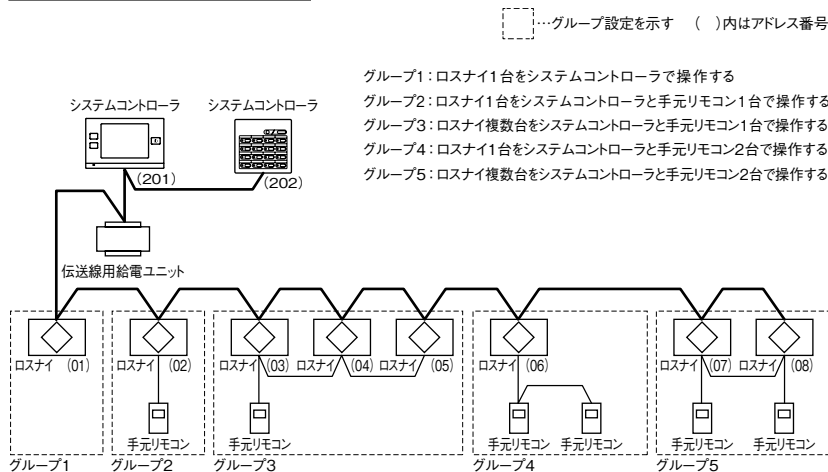 …グループ設定を示す　(　)内はアドレス番号
グループ1：ロスナイ1台をシステムコントローラで操作する
グループ2：ロスナイ1台をシステムコントローラと手元リモコン1台で操作する
グループ3：ロスナイ複数台をシステムコントローラと手元リモコン1台で操作する
グループ4：ロスナイ1台をシステムコントローラと手元リモコン2台で操作する
グループ5：ロスナイ複数台をシステムコントローラと手元リモコン2台で操作する
システムコントローラ　システムコントローラ
(201)　(202)
伝送線用給電ユニット
ロスナイ (01)　ロスナイ (02)　ロスナイ (03)　ロスナイ (04)　ロスナイ (05)　ロスナイ (06)　ロスナイ (07)　ロスナイ (08)
手元リモコン　手元リモコン　手元リモコン　手元リモコン　手元リモコン　手元リモコン
グループ1　グループ2　グループ3　グループ4　グループ5